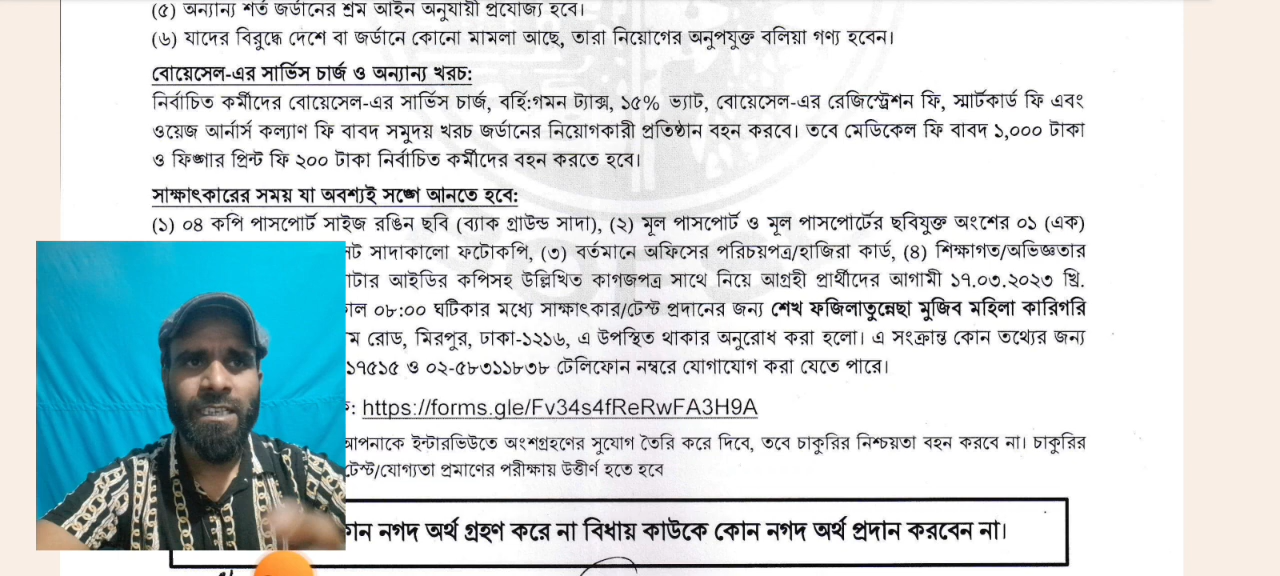 (৫) অন্যান্য শর্ত জর্ডানের শ্রম আইন অনুযায়ী প্রযোজ্য হবে।
(৬) যাদের বিরুদ্ধে দেশে বা জর্ডানে কোনো মামলা আছে, তারা নিয়োগের অনুপযুক্ত বলিয়া গণ্য হবেন।
বোয়েসেল-এর সার্ভিস চার্জ ও অন্যান্য খরচ:
নির্বাচিত কর্মীদের বোয়েসেল-এর সার্ভিস চার্জ, বর্হি:গমন ট্যাক্স, ১৫% ভ্যাট, বোয়েসেল-এর রেজিস্ট্রেশন ফি, স্মার্টকার্ড ফি এবং
ওয়েজ আর্নার্স কল্যাণ ফি বাবদ সমুদয় খরচ জর্ডানের নিয়োগকারী প্রতিষ্ঠান বহন করবে। তবে মেডিকেল ফি বাবদ ১,০০০ টাকা
ও ফিঙ্গার প্রিন্ট ফি ২০০ টাকা নির্বাচিত কর্মীদের বহন করতে হবে।
সাক্ষাৎকারের সময় যা অবশ্যই সঙ্গে আনতে হবে:
(১) ০৪ কপি পাসপোর্ট সাইজ রঙিন ছবি (ব্যাক গ্রাউন্ড সাদা), (২) মূল পাসপোর্ট ও মূল পাসপোর্টের ছবিযুক্ত অংশের ০১ (এক)
সাদাকালো ফটোকপি, (৩) বর্তমানে অফিসের পরিচয়পত্র/হাজিরা কার্ড, (৪) শিক্ষাগত/অভিজ্ঞতার
টার আইডির কপিসহ উল্লিখিত কাগজপত্র সাথে নিয়ে আগ্রহী প্রার্থীদের আগামী ১৭.০৩.২০২৩ খ্রি.
ল ০৮:০০ ঘটিকার মধ্যে সাক্ষাৎকার/টেস্ট প্রদানের জন্য শেখ ফজিলাতুন্নেছা মুজিব মহিলা কারিগরি
ম রোড, মিরপুর, ঢাকা-১২১৬, এ উপস্থিত থাকার অনুরোধ করা হলো। এ সংক্রান্ত কোন তথ্যের জন্য
১৭৫১৫ ও ০২-৫৮৩১১৮৩৮ টেলিফোন নম্বরে যোগাযোগ করা যেতে পারে।
: https://forms.gle/Fv34s4fReRwFA3H9A
আপনাকে ইন্টারভিউতে অংশগ্রহণের সুযোগ তৈরি করে দিবে, তবে চাকুরির নিশ্চয়তা বহন করবে না। চাকুরির
টেস্ট/যোগ্যতা প্রমাণের পরীক্ষায় উত্তীর্ণ হতে হবে
কোন নগদ অর্থ গ্রহণ করে না বিধায় কাউকে কোন নগদ অর্থ প্রদান করবেন না।